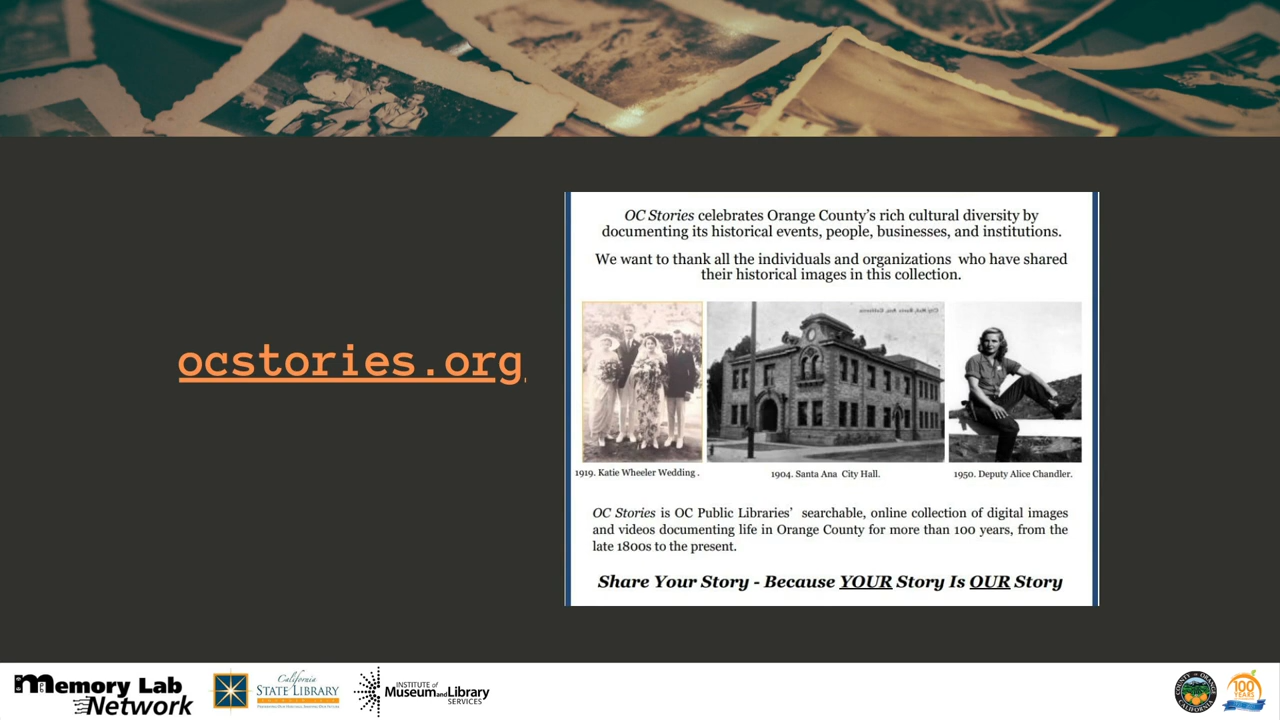 ocstories.org
OC Stories celebrates Orange County's rich cultural diversity by
documenting its historical events, people, businesses, and institutions.
We want to thank all the individuals and organizations who have shared
their historical images in this collection.
1919. Katie Wheeler Wedding .
1904. Santa Ana City Hall.
1950. Deputy Alice Chandler.
OC Stories is OC Public Libraries' searchable, online collection of digital images
and videos documenting life in Orange County for more than 100 years, from the
late 1800s to the present.
Share Your Story - Because YOUR Story Is OUR Story
Memory Lab
Network
California
STATE LIBRARY
INSTITUTE of
Museum and Library
SERVICES
COUNTY OF ORANGE
CALIFORNIA
100
YEARS